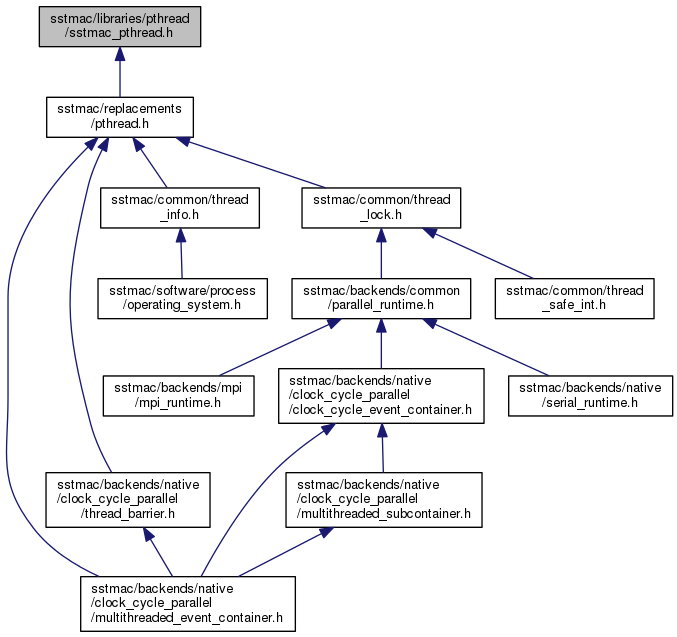 sstmac/libraries/pthread
/sstmac_pthread.h
sstmac/replacements
/pthread.h
sstmac/common/thread
_info.h
sstmac/common/thread
_lock.h
sstmac/software/process
/operating_system.h
sstmac/backends/common
/parallel_runtime.h
sstmac/common/thread
_safe_int.h
sstmac/backends/mpi
/mpi_runtime.h
sstmac/backends/native
/clock_cycle_parallel
/clock_cycle_event_container.h
sstmac/backends/native
/serial_runtime.h
sstmac/backends/native
/clock_cycle_parallel
/thread_barrier.h
sstmac/backends/native
/clock_cycle_parallel
/multithreaded_subcontainer.h
sstmac/backends/native
/clock_cycle_parallel
/multithreaded_event_container.h